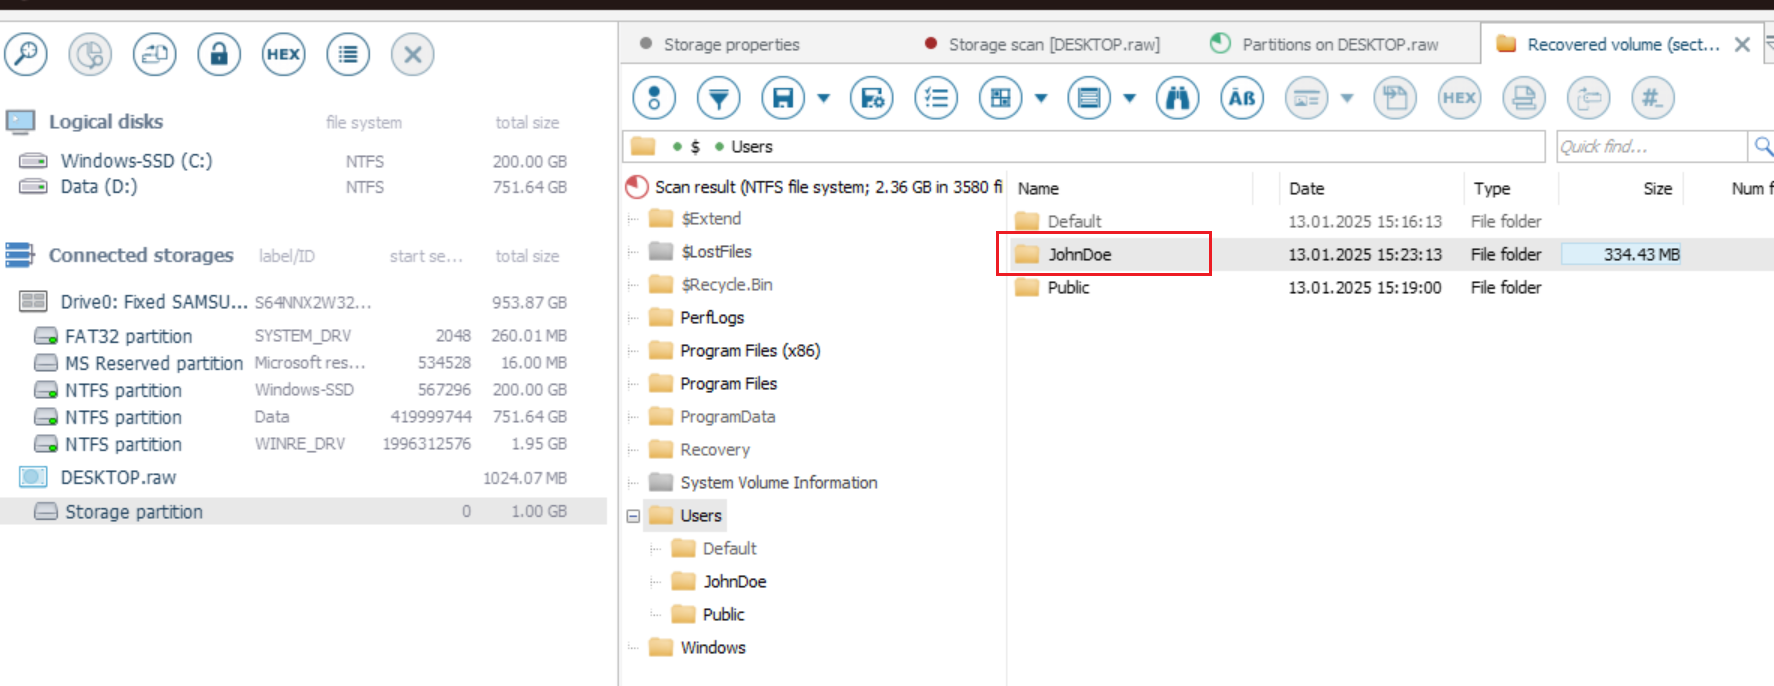 HEX
Logical disks file system total size
Windows-SSD (C:) NTFS 200.00 GB
Data (D:) NTFS 751.64 GB
Connected storages label/ID start se... total size
Drive0: Fixed SAMSU... S64NNX2W32... 953.87 GB
FAT32 partition SYSTEM_DRV 2048 260.01 MB
MS Reserved partition Microsoft res... 534528 16.00 MB
NTFS partition Windows-SSD 567296 200.00 GB
NTFS partition Data 419999744 751.64 GB
NTFS partition WINRE_DRV 1996312576 1.95 GB
DESKTOP.raw 1024.07 MB
Storage partition 0 1.00 GB
Storage properties Storage scan [DESKTOP.raw] Partitions on DESKTOP.raw Recovered volume (sect...
ÃB HEX #_
$ Users Quick find...
Scan result (NTFS file system; 2.36 GB in 3580 fi
$Extend
$LostFiles
$Recycle.Bin
PerfLogs
Program Files (x86)
Program Files
ProgramData
Recovery
System Volume Information
Users
Default
JohnDoe
Public
Windows
Name Date Type Size Num f
Default 13.01.2025 15:16:13 File folder
JohnDoe 13.01.2025 15:23:13 File folder 334.43 MB
Public 13.01.2025 15:19:00 File folder